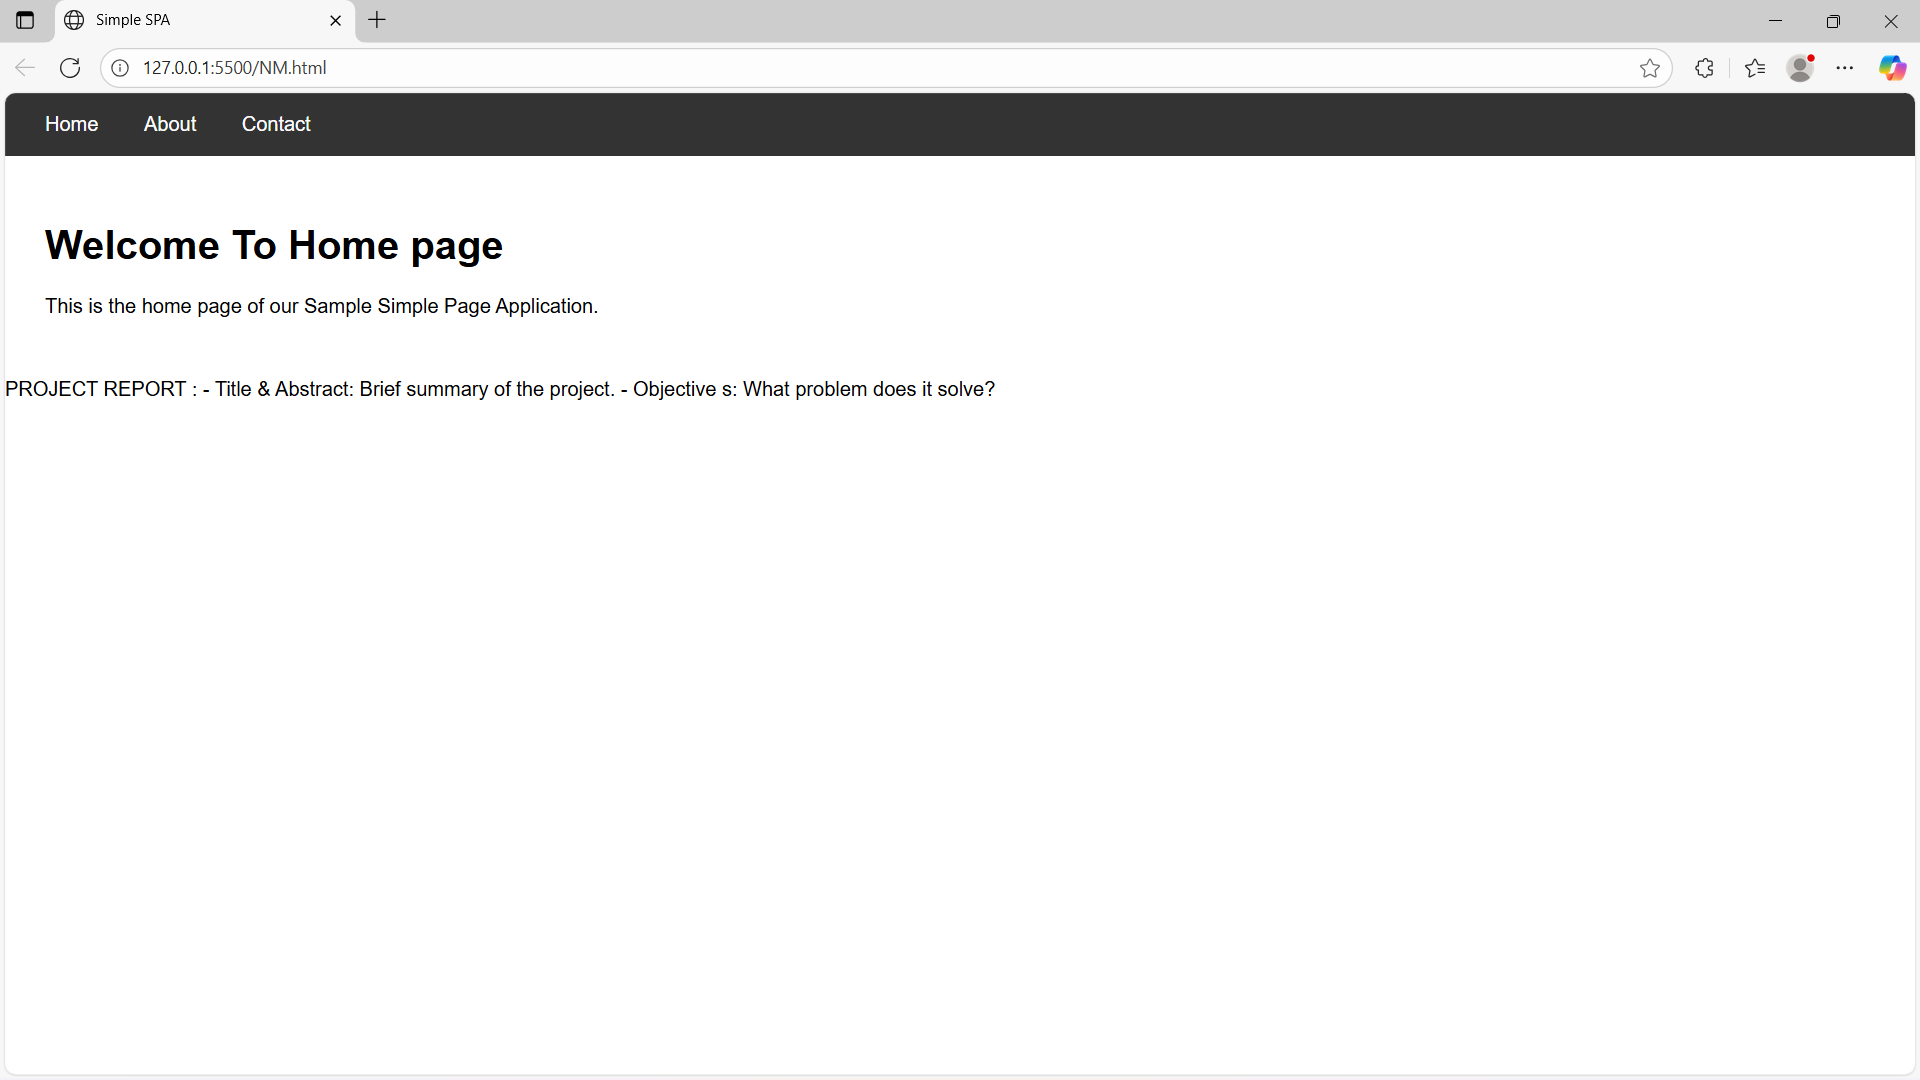 Simple SPA
127.0.0.1:5500/NM.html
Home About Contact
Welcome To Home page
This is the home page of our Sample Simple Page Application.
PROJECT REPORT : - Title & Abstract: Brief summary of the project. - Objective s: What problem does it solve?